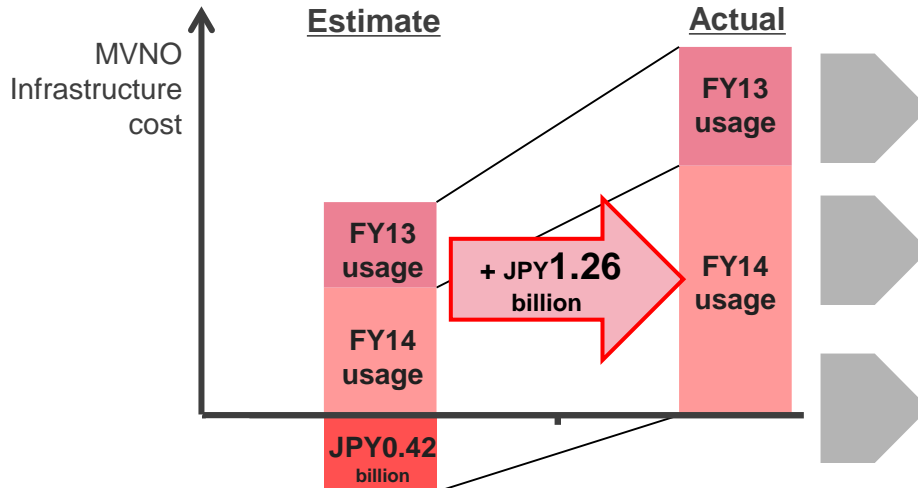 Estimate
Actual
MVNO
Infrastructure
cost
FY13
usage
FY13
usage
+ JPY1.26
billion
FY14
usage
FY14
usage
JPY0.42
billion